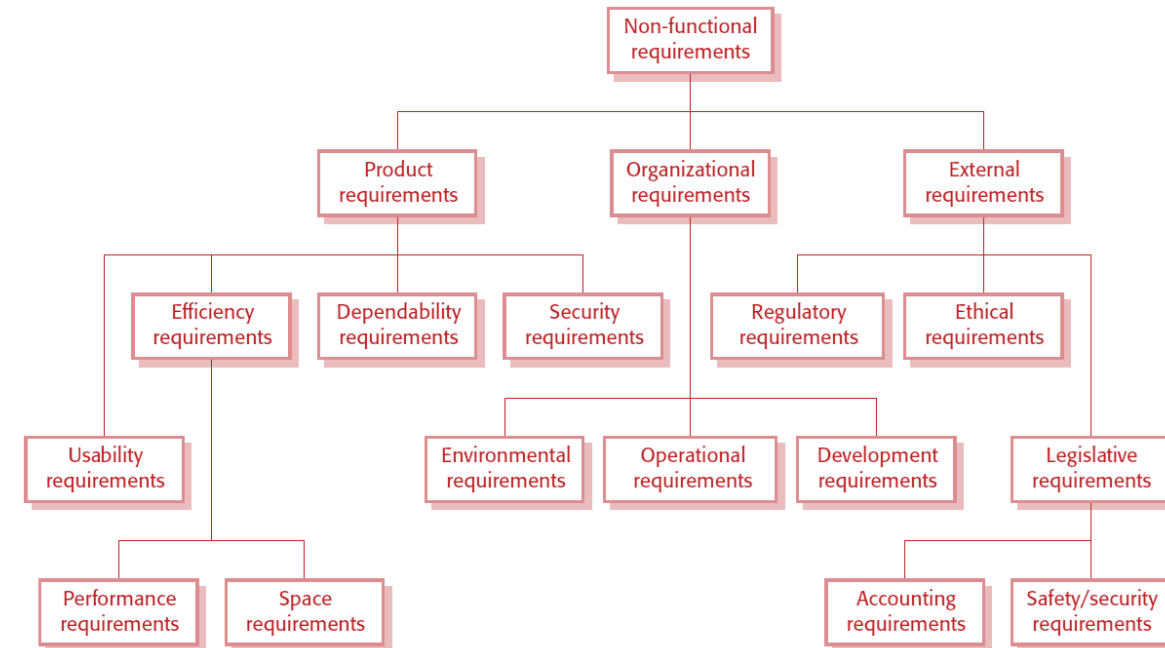 Non-functional
requirements
Product
requirements
Organizational
requirements
External
requirements
Efficiency
requirements
Dependability
requirements
Security
requirements
Regulatory
requirements
Ethical
requirements
Usability
requirements
Environmental
requirements
Operational
requirements
Development
requirements
Legislative
requirements
Performance
requirements
Space
requirements
Accounting
requirements
Safety/security
requirements